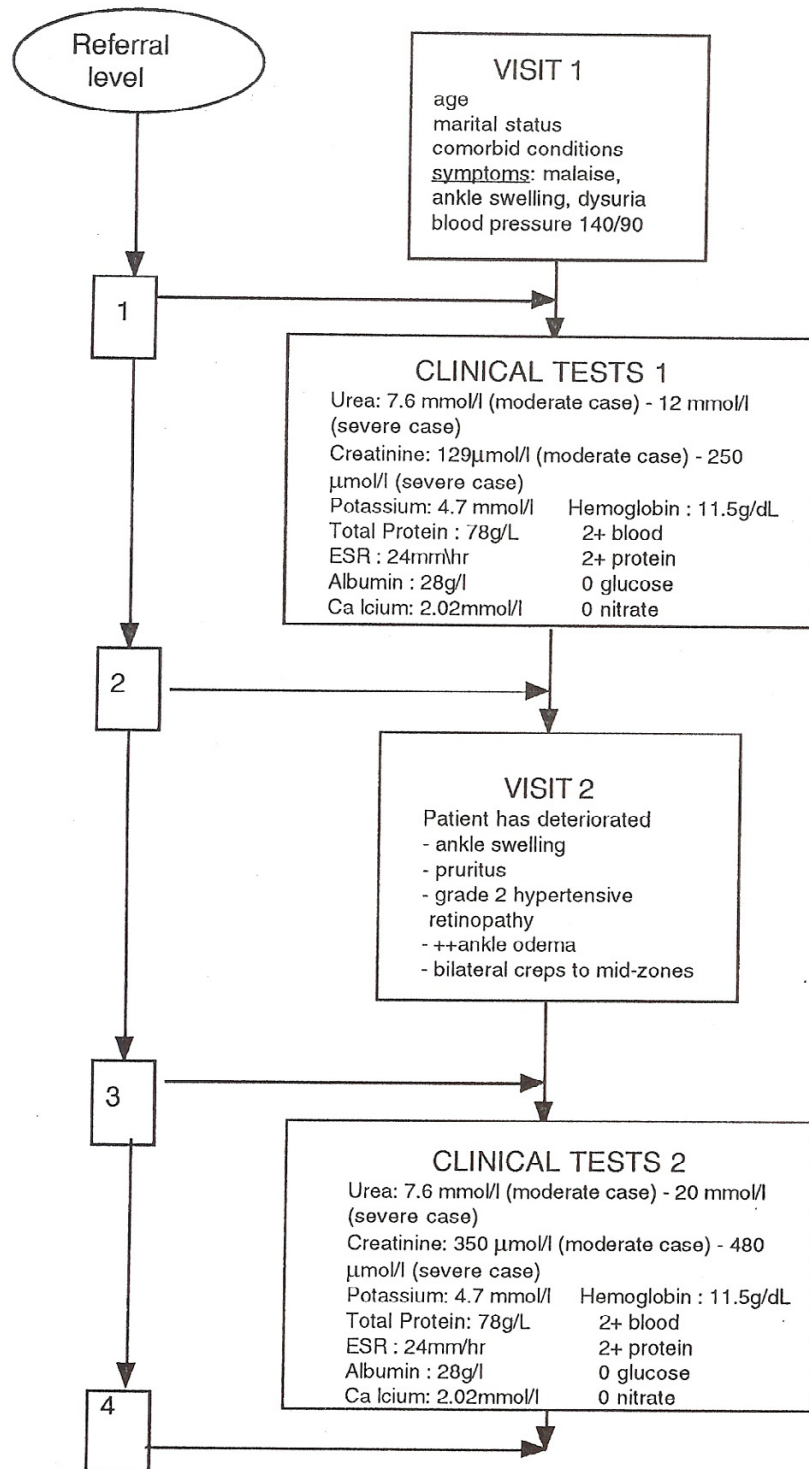 Referral
level
VISIT 1
age
marital status
comorbid conditions
symptoms: malaise,
ankle swelling, dysuria
blood pressure 140/90
1
CLINICAL TESTS 1
Urea: 7.6 mmol/l (moderate case) - 12 mmol/l
(severe case)
Creatinine: 129µmol/l (moderate case) - 250
µmol/l (severe case)
Potassium: 4.7 mmol/l Hemoglobin : 11.5g/dL
Total Protein : 78g/L 2+ blood
ESR : 24mm\hr 2+ protein
Albumin : 28g/l 0 glucose
Ca lcium: 2.02mmol/l 0 nitrate
2
VISIT 2
Patient has deteriorated
- ankle swelling
- pruritus
- grade 2 hypertensive
retinopathy
- ++ankle odema
- bilateral creps to mid-zones
3
CLINICAL TESTS 2
Urea: 7.6 mmol/l (moderate case) - 20 mmol/l
(severe case)
Creatinine: 350 µmol/l (moderate case) - 480
µmol/l (severe case)
Potassium: 4.7 mmol/l Hemoglobin : 11.5g/dL
Total Protein: 78g/L 2+ blood
ESR : 24mm/hr 2+ protein
Albumin : 28g/l 0 glucose
Ca lcium: 2.02mmol/l 0 nitrate
4